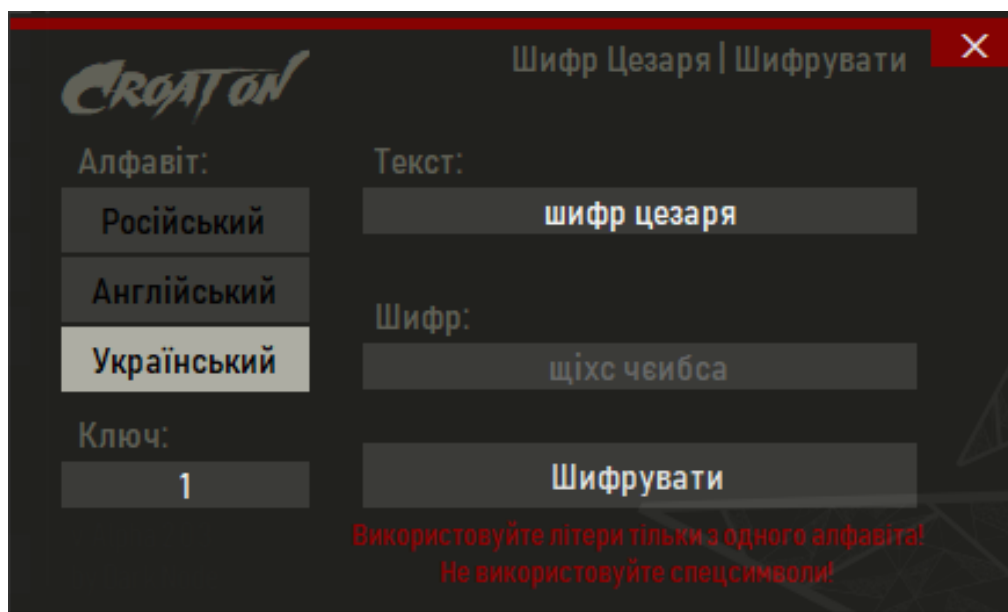 CROATON
Шифр Цезаря | Шифрувати
X
Алфавіт:
Російський
Англійський
Український
Ключ:
1
Текст:
шифр цезаря
Шифр:
щіхс чєибса
Шифрувати
Використовуйте літери тільки з одного алфавіта!
Не використовуйте спецсимволи!